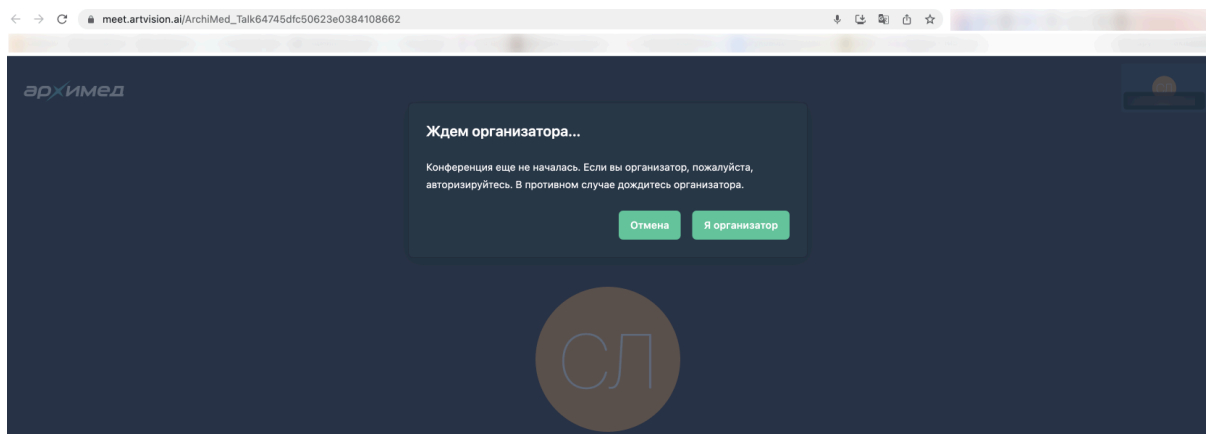 meet.artvision.ai/ArchiMed_Talk64745dfc50623e0384108662
архимед
Ждем организатора...
Конференция еще не началась. Если вы организатор, пожалуйста,
авторизируйтесь. В противном случае дождитесь организатора.
Отмена
Я организатор
СЛ